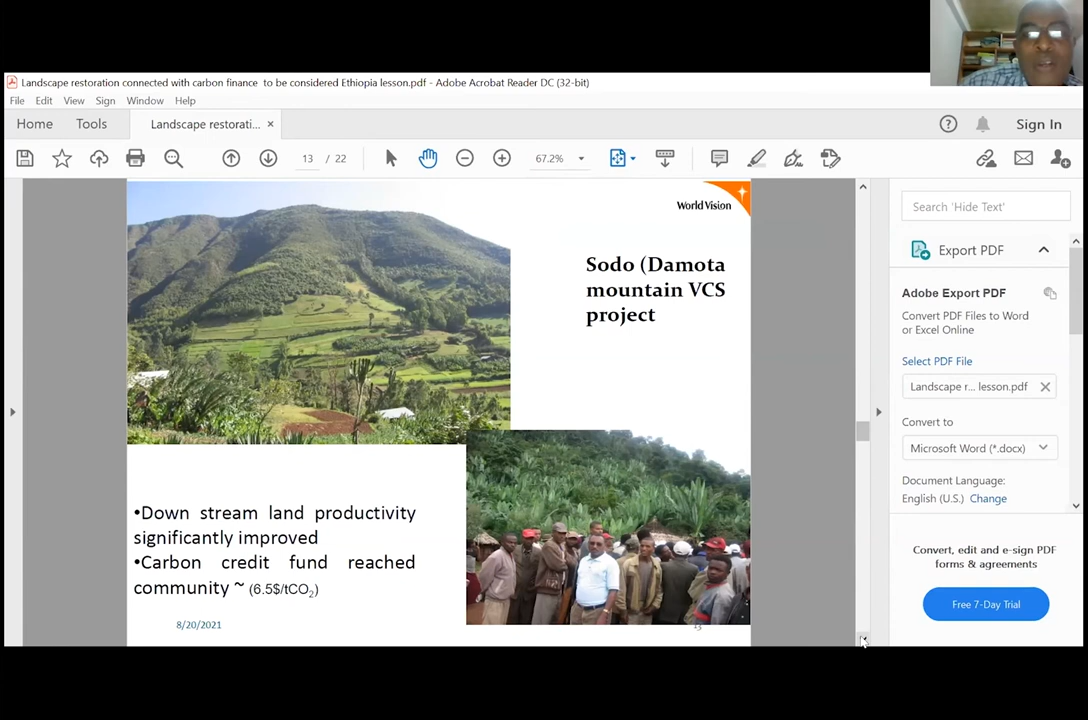 Landscape restoration connected with carbon finance to be considered Ethiopia lesson.pdf - Adobe Acrobat Reader DC (32-bit)
File Edit View Sign Window Help
Home Tools Landscape restorati... × Sign In
13 / 22 67.2%
World Vision
Sodo (Damota
mountain VCS
project
•Down stream land productivity
significantly improved
•Carbon credit fund reached
community ~ (6.5$/tCO₂)
8/20/2021 13
Search 'Hide Text'
Export PDF
Adobe Export PDF
Convert PDF Files to Word
or Excel Online
Select PDF File
Landscape r... lesson.pdf
Convert to
Microsoft Word (*.docx)
Document Language:
English (U.S.) Change
Convert, edit and e-sign PDF
forms & agreements
Free 7-Day Trial